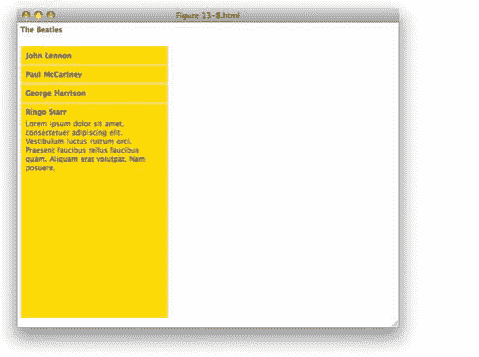 Figure 13-8.html
The Beatles
John Lennon
Paul McCartney
George Harrison
Ringo Starr
Lorem ipsum dolor sit amet,
consectetuer adipiscing elit.
Vestibulum luctus rutrum orci.
Praesent faucibus tellus faucibus
quam. Aliquam erat volutpat. Nam
posuere.